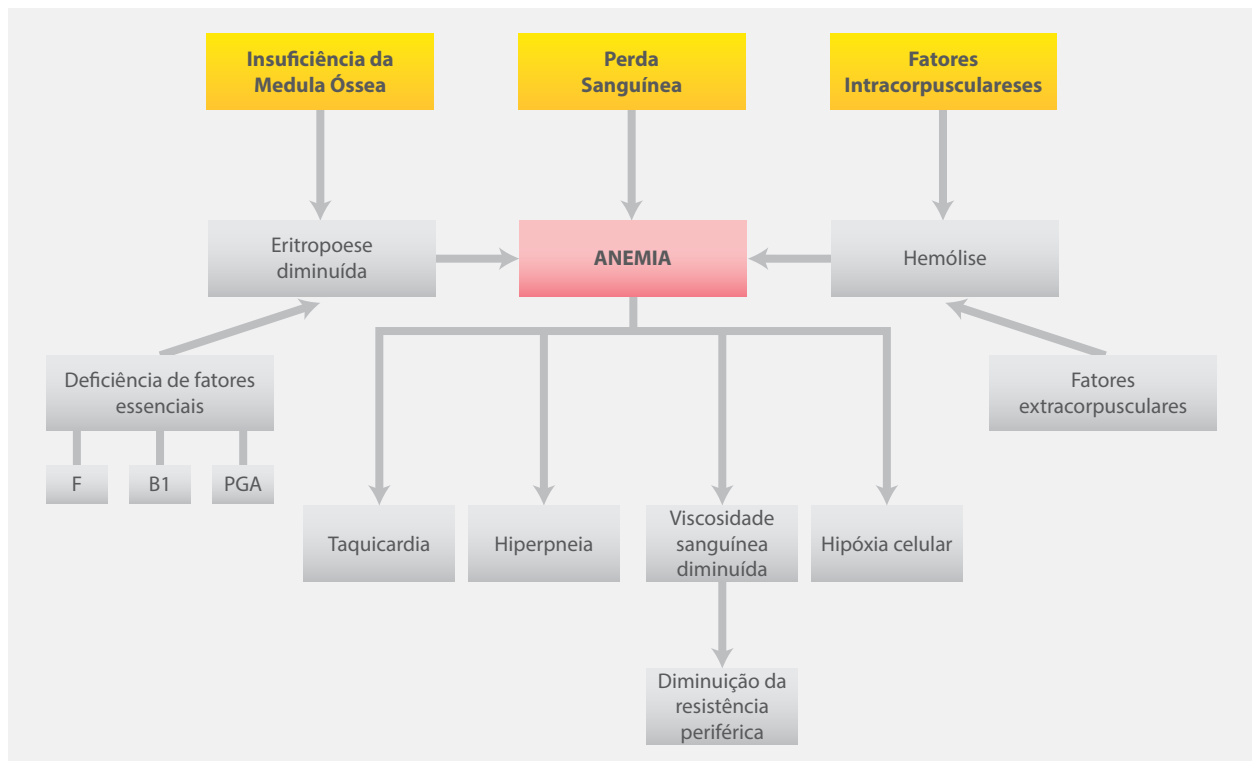 Insuficiência da
Medula Óssea
Perda
Sanguínea
Fatores
Intracorpusculareses
Eritropoese
diminuída
ANEMIA
Hemólise
Deficiência de fatores
essenciais
Fatores
extracorpusculares
F
B1
PGA
Taquicardia
Hiperpneia
Viscosidade
sanguínea
diminuída
Hipóxia celular
Diminuição da
resistência
periférica